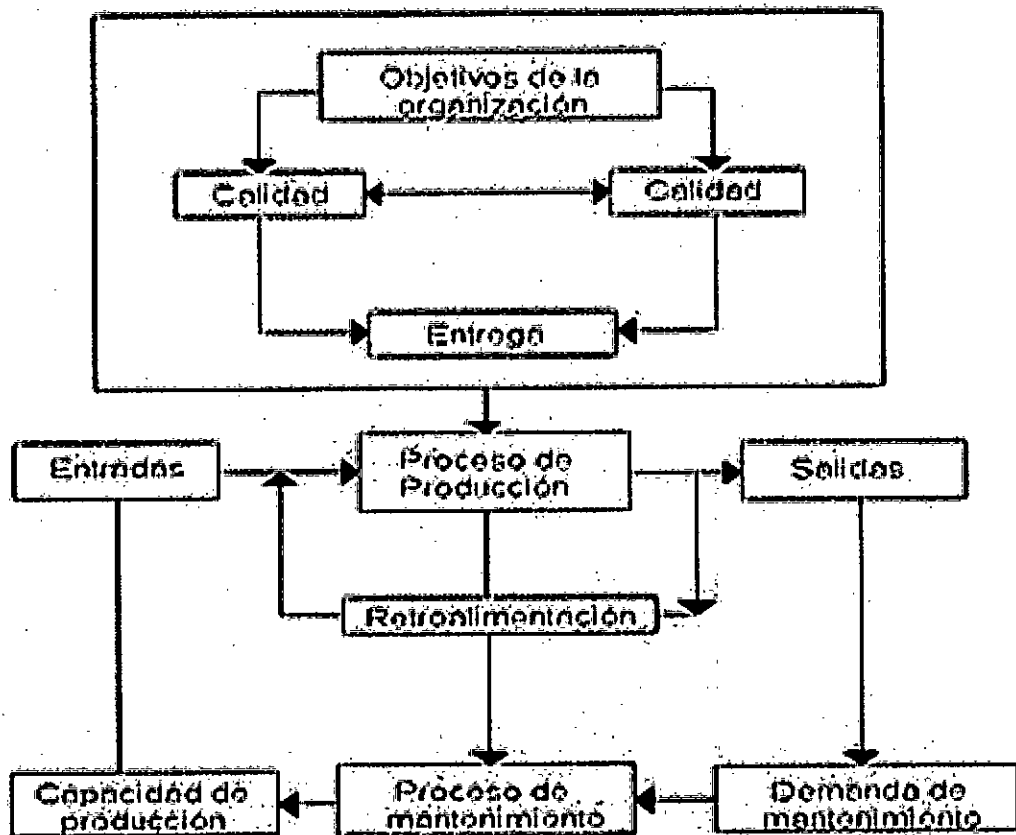 Objetivos de la
organización
Calidad
Calidad
Entrega
Entradas
Proceso de
Producción
Salidas
Retroalimentación
Capacidad de
producción
Proceso de
mantenimiento
Demanda de
mantenimiento